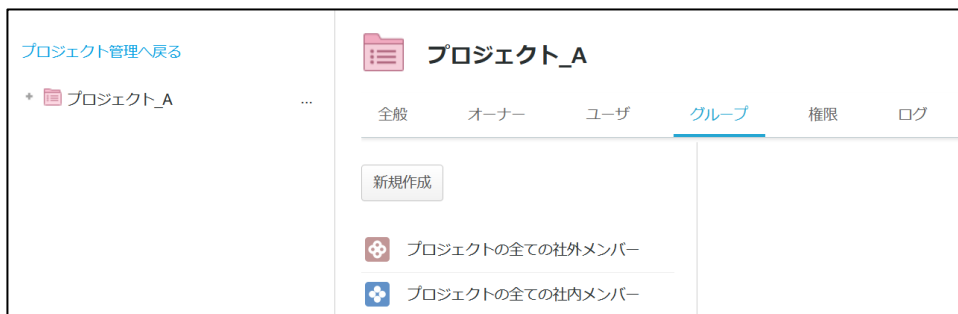 プロジェクト管理へ戻る
プロジェクト_A
...
プロジェクト_A
全般 オーナー ユーザ グループ 権限 ログ
新規作成
プロジェクトの全ての社外メンバー
プロジェクトの全ての社内メンバー